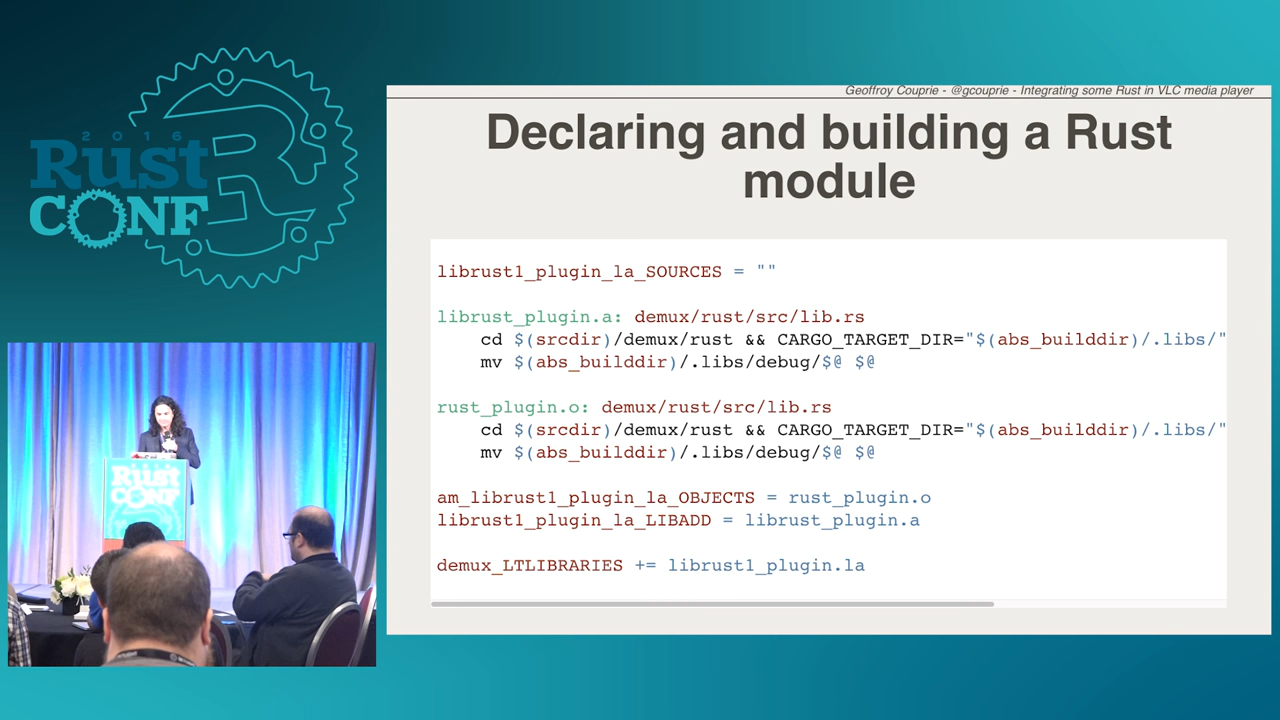 2016
Rust
CONF
Geoffroy Couprie - @gcouprie - Integrating some Rust in VLC media player
Declaring and building a Rust
module
librust1_plugin_la_SOURCES = ""
librust_plugin.a: demux/rust/src/lib.rs
cd $(srcdir)/demux/rust && CARGO_TARGET_DIR="$(abs_builddir)/.libs/"
mv $(abs_builddir)/.libs/debug/$@ $@
rust_plugin.o: demux/rust/src/lib.rs
cd $(srcdir)/demux/rust && CARGO_TARGET_DIR="$(abs_builddir)/.libs/"
mv $(abs_builddir)/.libs/debug/$@ $@
am_librust1_plugin_la_OBJECTS = rust_plugin.o
librust1_plugin_la_LIBADD = librust_plugin.a
demux_LTLIBRARIES += librust1_plugin.la
Rust
CONF